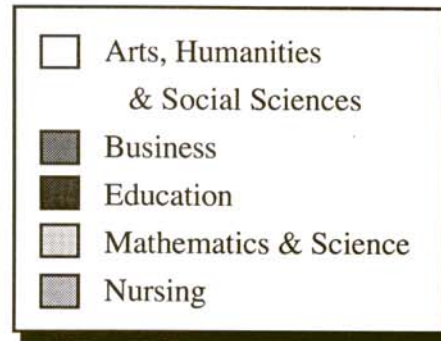 Arts, Humanities
& Social Sciences
Business
Education
Mathematics & Science
Nursing